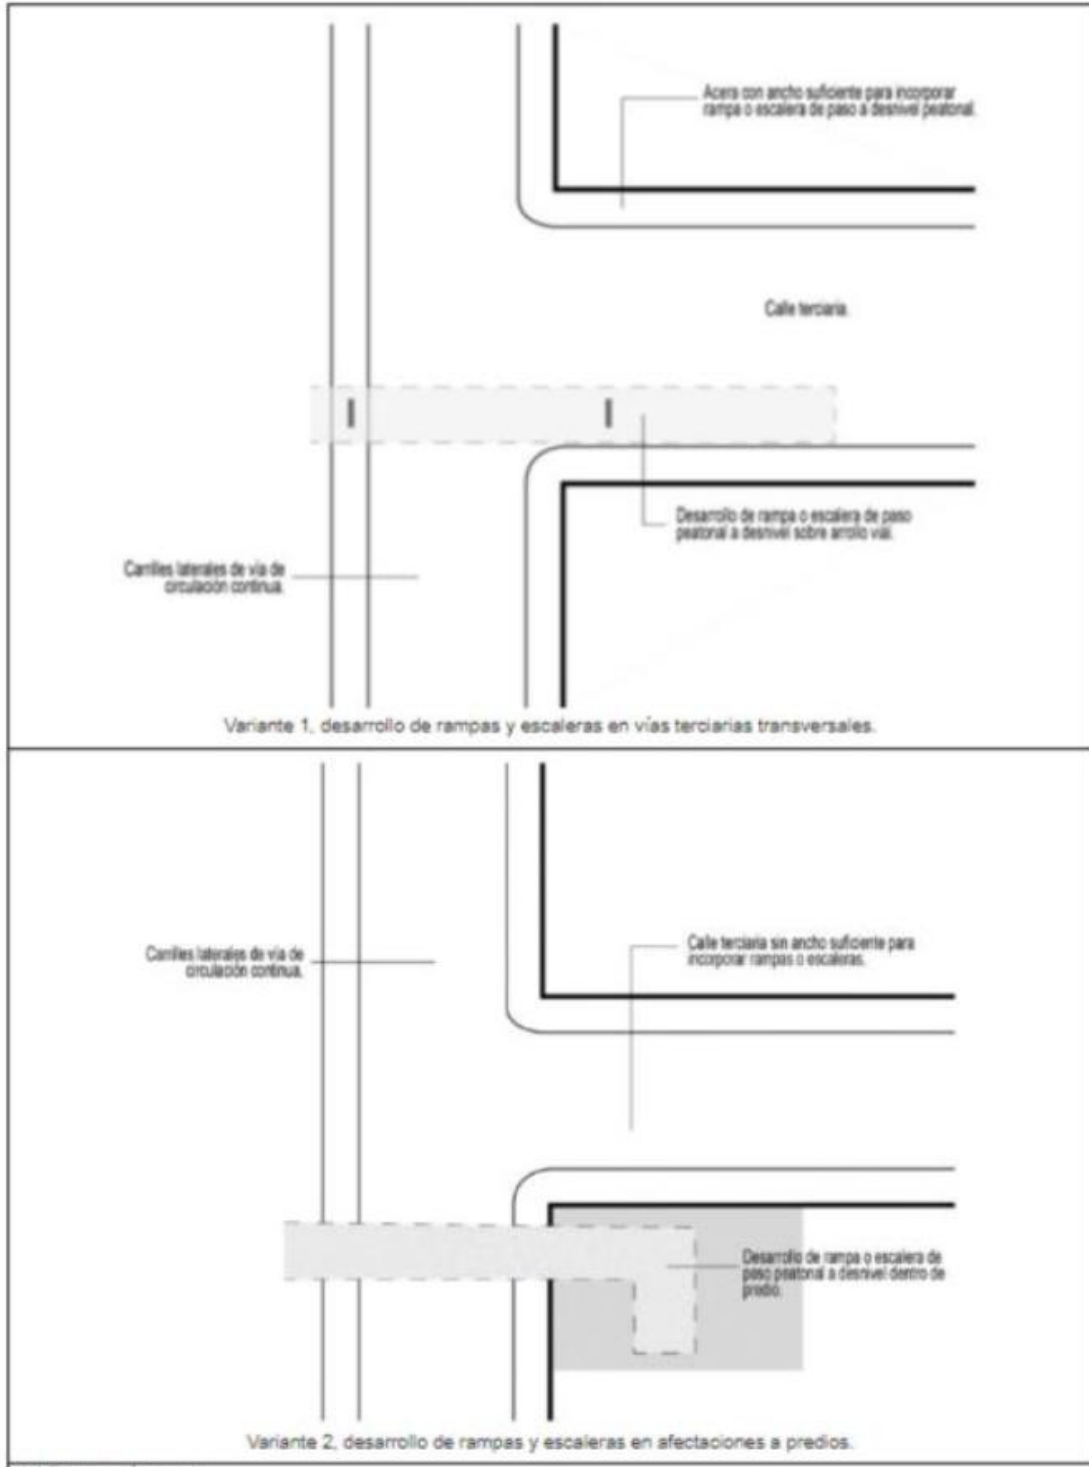 Acera con ancho suficiente para incorporar
rampa o escalera de paso a desnivel peatonal.
Calle terciaria.
Desarrollo de rampa o escalera de paso
peatonal a desnivel sobre arrollo vial.
Carriles laterales de vía de
circulación continua.
Variante 1, desarrollo de rampas y escaleras en vías terciarias transversales.
Carriles laterales de vía de
circulación continua.
Calle terciaria sin ancho suficiente para
incorporar rampas o escaleras.
Desarrollo de rampa o escalera de
paso peatonal a desnivel dentro de
predio.
Variante 2, desarrollo de rampas y escaleras en afectaciones a predios.